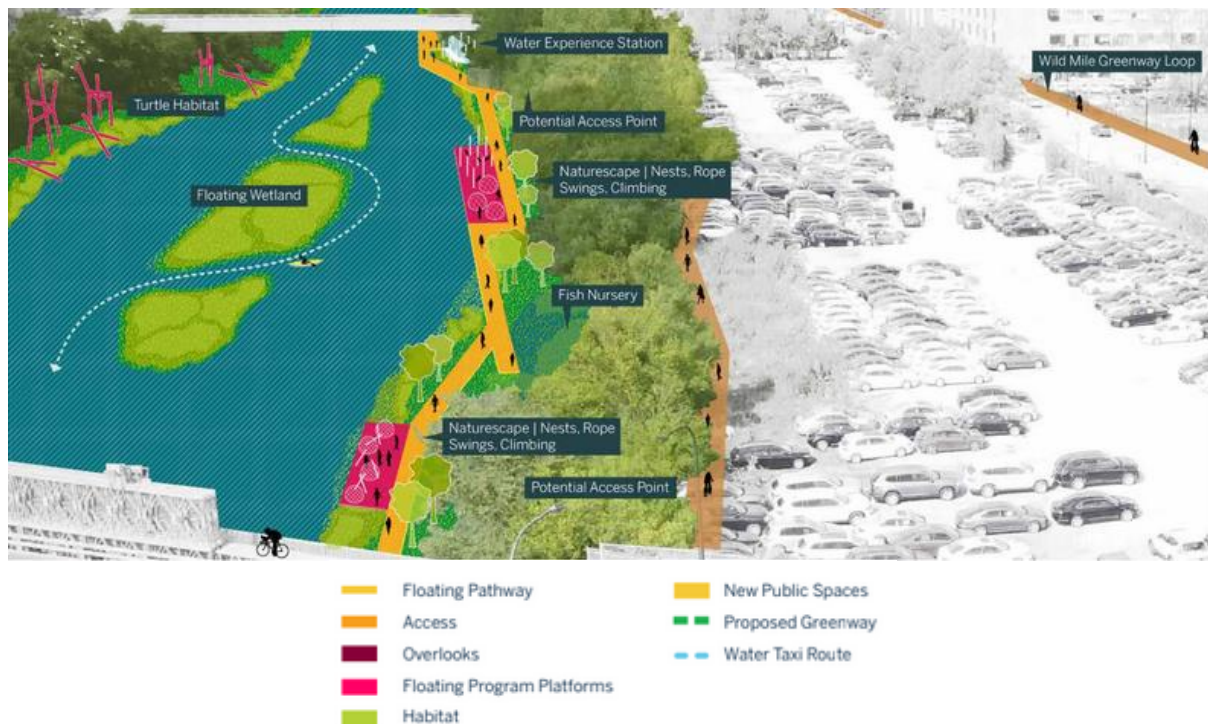 Water Experience Station
Wild Mile Greenway Loop
Turtle Habitat
Potential Access Point
Naturescape | Nests, Rope
Swings, Climbing
Floating Wetland
Fish Nursery
Naturescape | Nests, Rope
Swings, Climbing
Potential Access Point
Floating Pathway
Access
Overlooks
Floating Program Platforms
Habitat
New Public Spaces
Proposed Greenway
Water Taxi Route